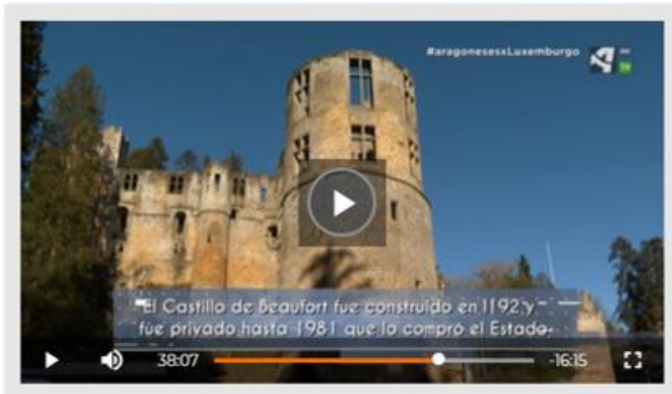 #aragonesesxLuxemburgo
El Castillo de Beaufort fue construido en 1192 y
fue privado hasta 1981 que lo compró el Estado
38:07
-16:15